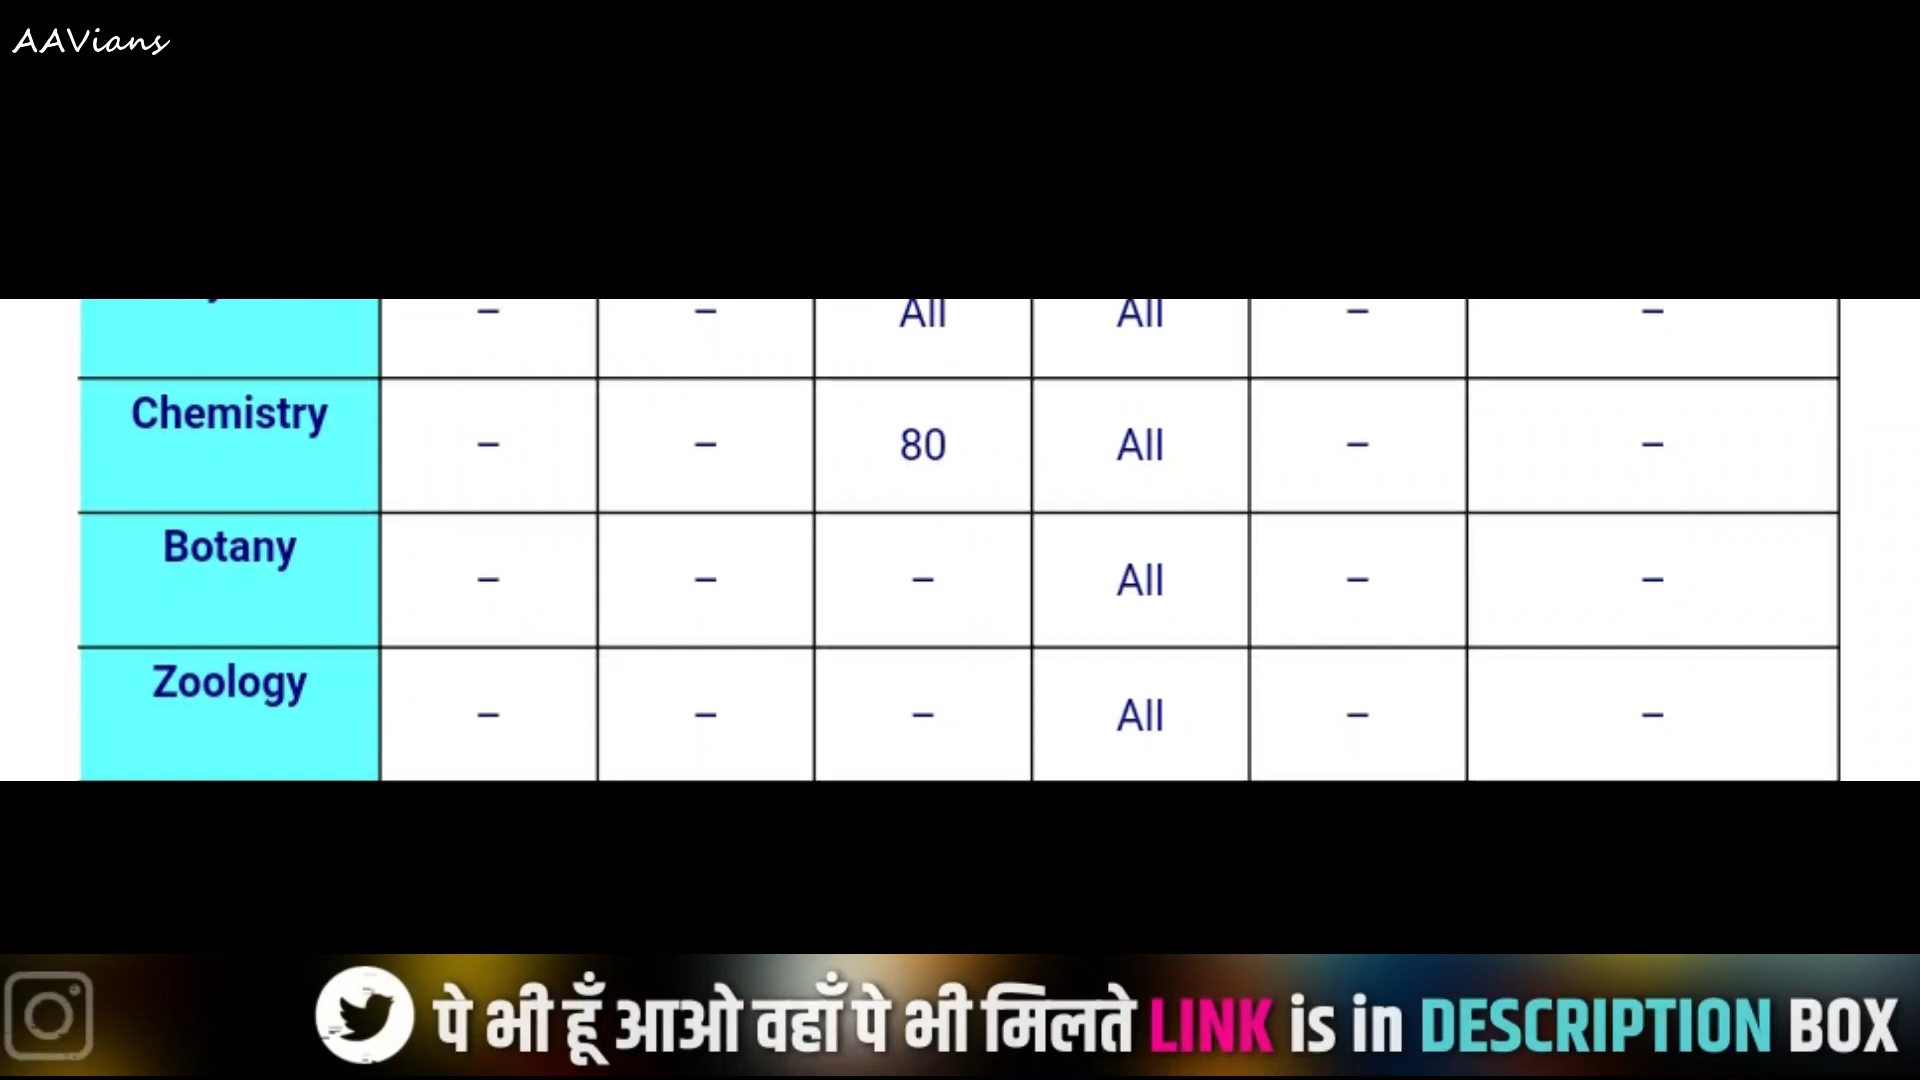 AAVians
– – All All – –
Chemistry – – 80 All – –
Botany – – – All – –
Zoology – – – All – –
पे भी हूँ आओ वहाँ पे भी मिलते LINK is in DESCRIPTION BOX